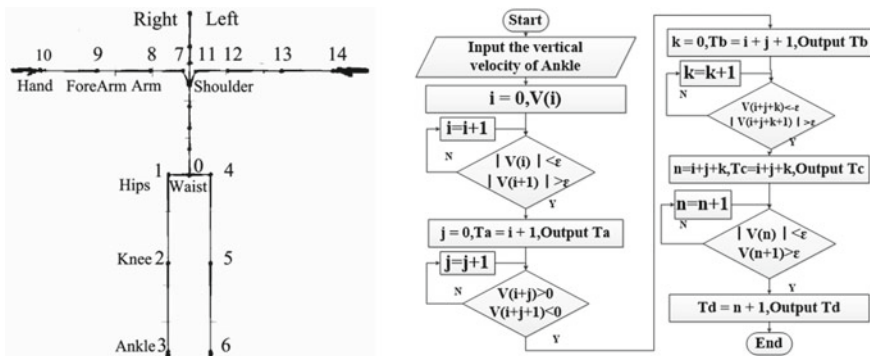 Right Left
10 9 8 7 11 12 13 14
Hand ForeArm Arm Shoulder
1 0 4
Hips Waist
Knee 2 5
Ankle 3 6
Start
Input the vertical
velocity of Ankle
i = 0,V(i)
i=i+1
N
| V(i) | <ε
| V(i+1) | >ε
Y
j = 0,Ta = i + 1,Output Ta
j=j+1
N
V(i+j)>0
V(i+j+1)<0
Y
k = 0,Tb = i + j + 1,Output Tb
k=k+1
N
V(i+j+k)<-ε
| V(i+j+k+1) | >ε
Y
n=i+j+k,Tc=i+j+k,Output Tc
n=n+1
N
| V(n) | <ε
V(n+1)>ε
Y
Td = n + 1,Output Td
End